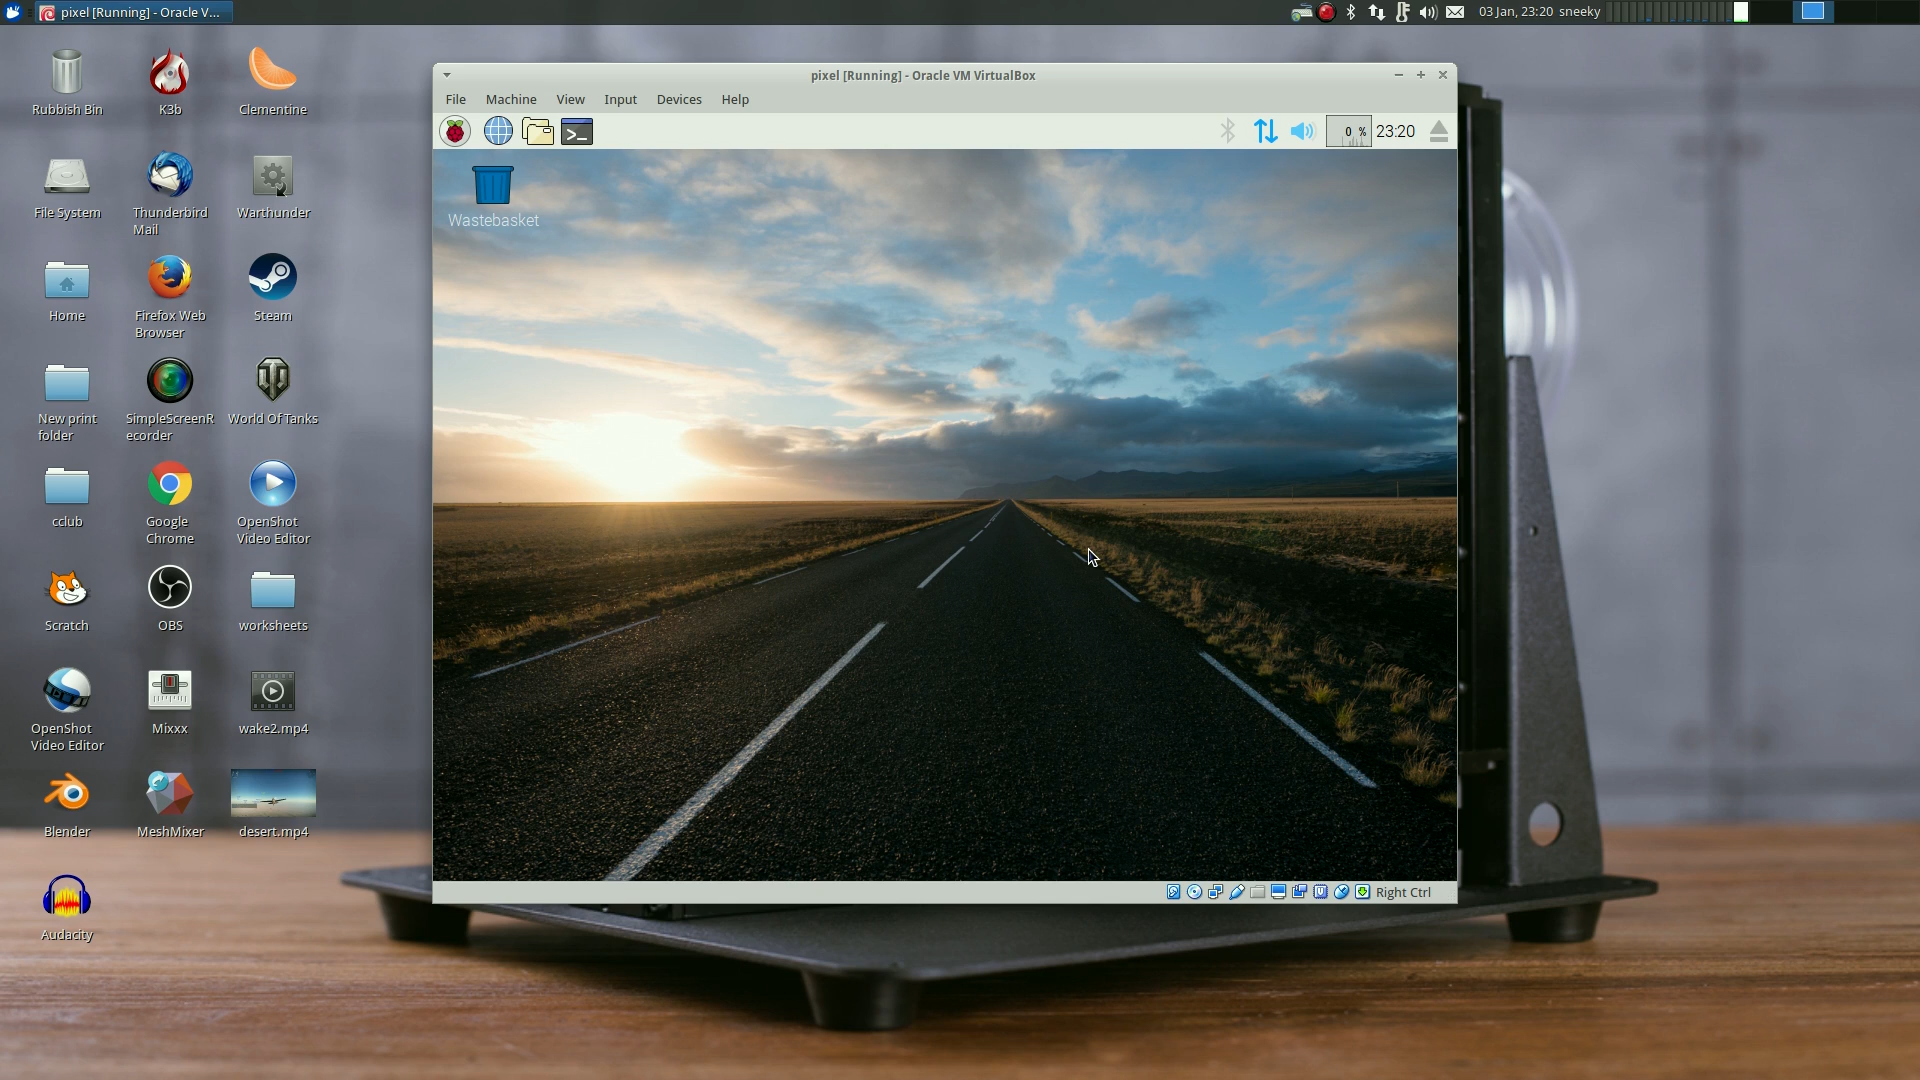 pixel [Running] - Oracle V...
03 Jan, 23:20 sneeky
Rubbish Bin
K3b
Clementine
File System
Thunderbird
Mail
Warthunder
Home
Firefox Web
Browser
Steam
New print
folder
SimpleScreenR
ecorder
World Of Tanks
cclub
Google
Chrome
OpenShot
Video Editor
Scratch
OBS
worksheets
OpenShot
Video Editor
Mixxx
wake2.mp4
Blender
MeshMixer
desert.mp4
Audacity
pixel [Running] - Oracle VM VirtualBox
File Machine View Input Devices Help
>_
0 % 23:20
Wastebasket
Right Ctrl